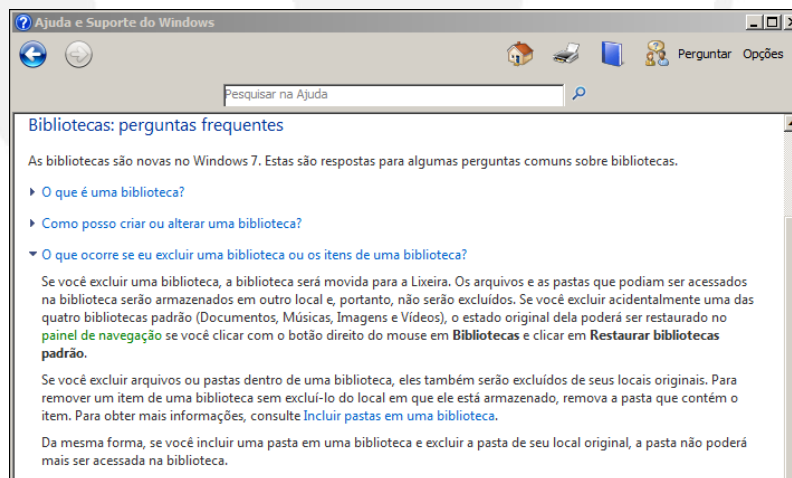 Ajuda e Suporte do Windows
Perguntar Opções
Pesquisar na Ajuda
Bibliotecas: perguntas frequentes
As bibliotecas são novas no Windows 7. Estas são respostas para algumas perguntas comuns sobre bibliotecas.
O que é uma biblioteca?
Como posso criar ou alterar uma biblioteca?
O que ocorre se eu excluir uma biblioteca ou os itens de uma biblioteca?
Se você excluir uma biblioteca, a biblioteca será movida para a Lixeira. Os arquivos e as pastas que podiam ser acessados
na biblioteca serão armazenados em outro local e, portanto, não serão excluídos. Se você excluir acidentalmente uma das
quatro bibliotecas padrão (Documentos, Músicas, Imagens e Vídeos), o estado original dela poderá ser restaurado no
painel de navegação se você clicar com o botão direito do mouse em Bibliotecas e clicar em Restaurar bibliotecas
padrão.
Se você excluir arquivos ou pastas dentro de uma biblioteca, eles também serão excluídos de seus locais originais. Para
remover um item de uma biblioteca sem excluí-lo do local em que ele está armazenado, remova a pasta que contém o
item. Para obter mais informações, consulte Incluir pastas em uma biblioteca.
Da mesma forma, se você incluir uma pasta em uma biblioteca e excluir a pasta de seu local original, a pasta não poderá
mais ser acessada na biblioteca.